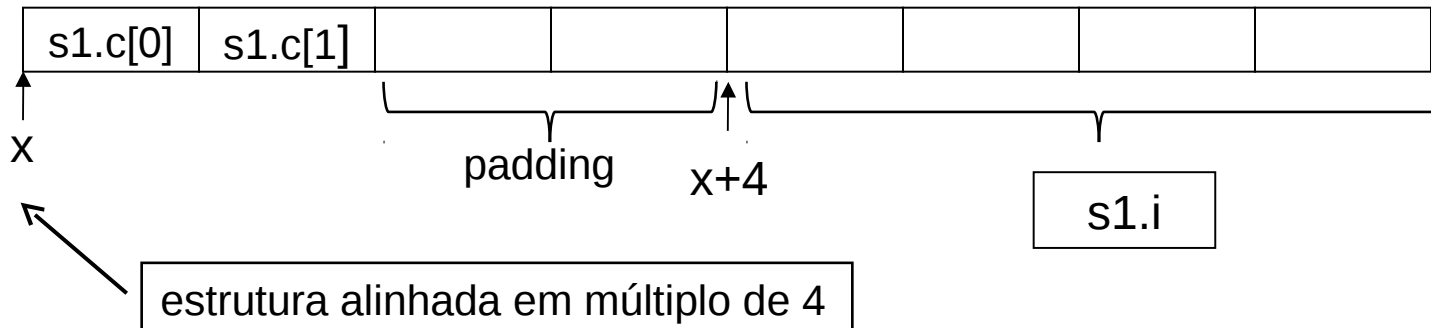 s1.c[0] s1.c[1]
x
padding
x+4
s1.i
estrutura alinhada em múltiplo de 4